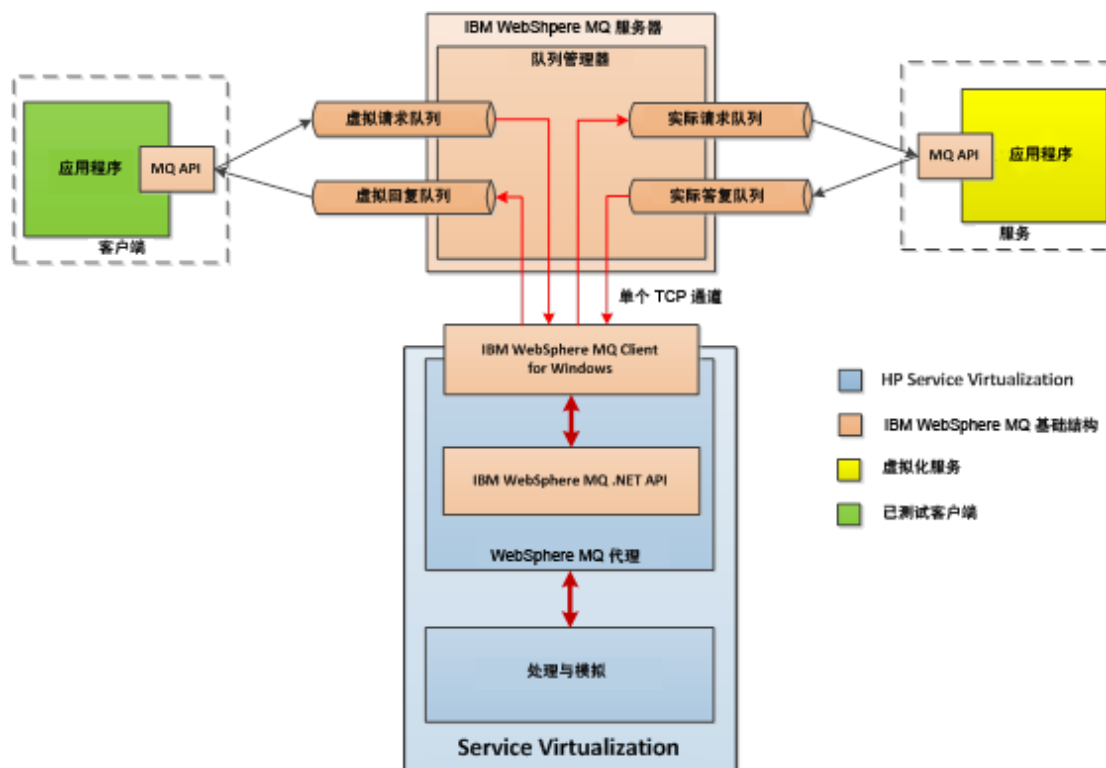 IBM WebShpere MQ 服务器
队列管理器
虚拟请求队列
实际请求队列
应用程序
MQ API
MQ API
应用程序
虚拟回复队列
实际答复队列
客户端
服务
单个 TCP 通道
IBM WebSphere MQ Client
for Windows
HP Service Virtualization
IBM WebSphere MQ 基础结构
IBM WebSphere MQ .NET API
虚拟化服务
已测试客户端
WebSphere MQ 代理
处理与模拟
Service Virtualization